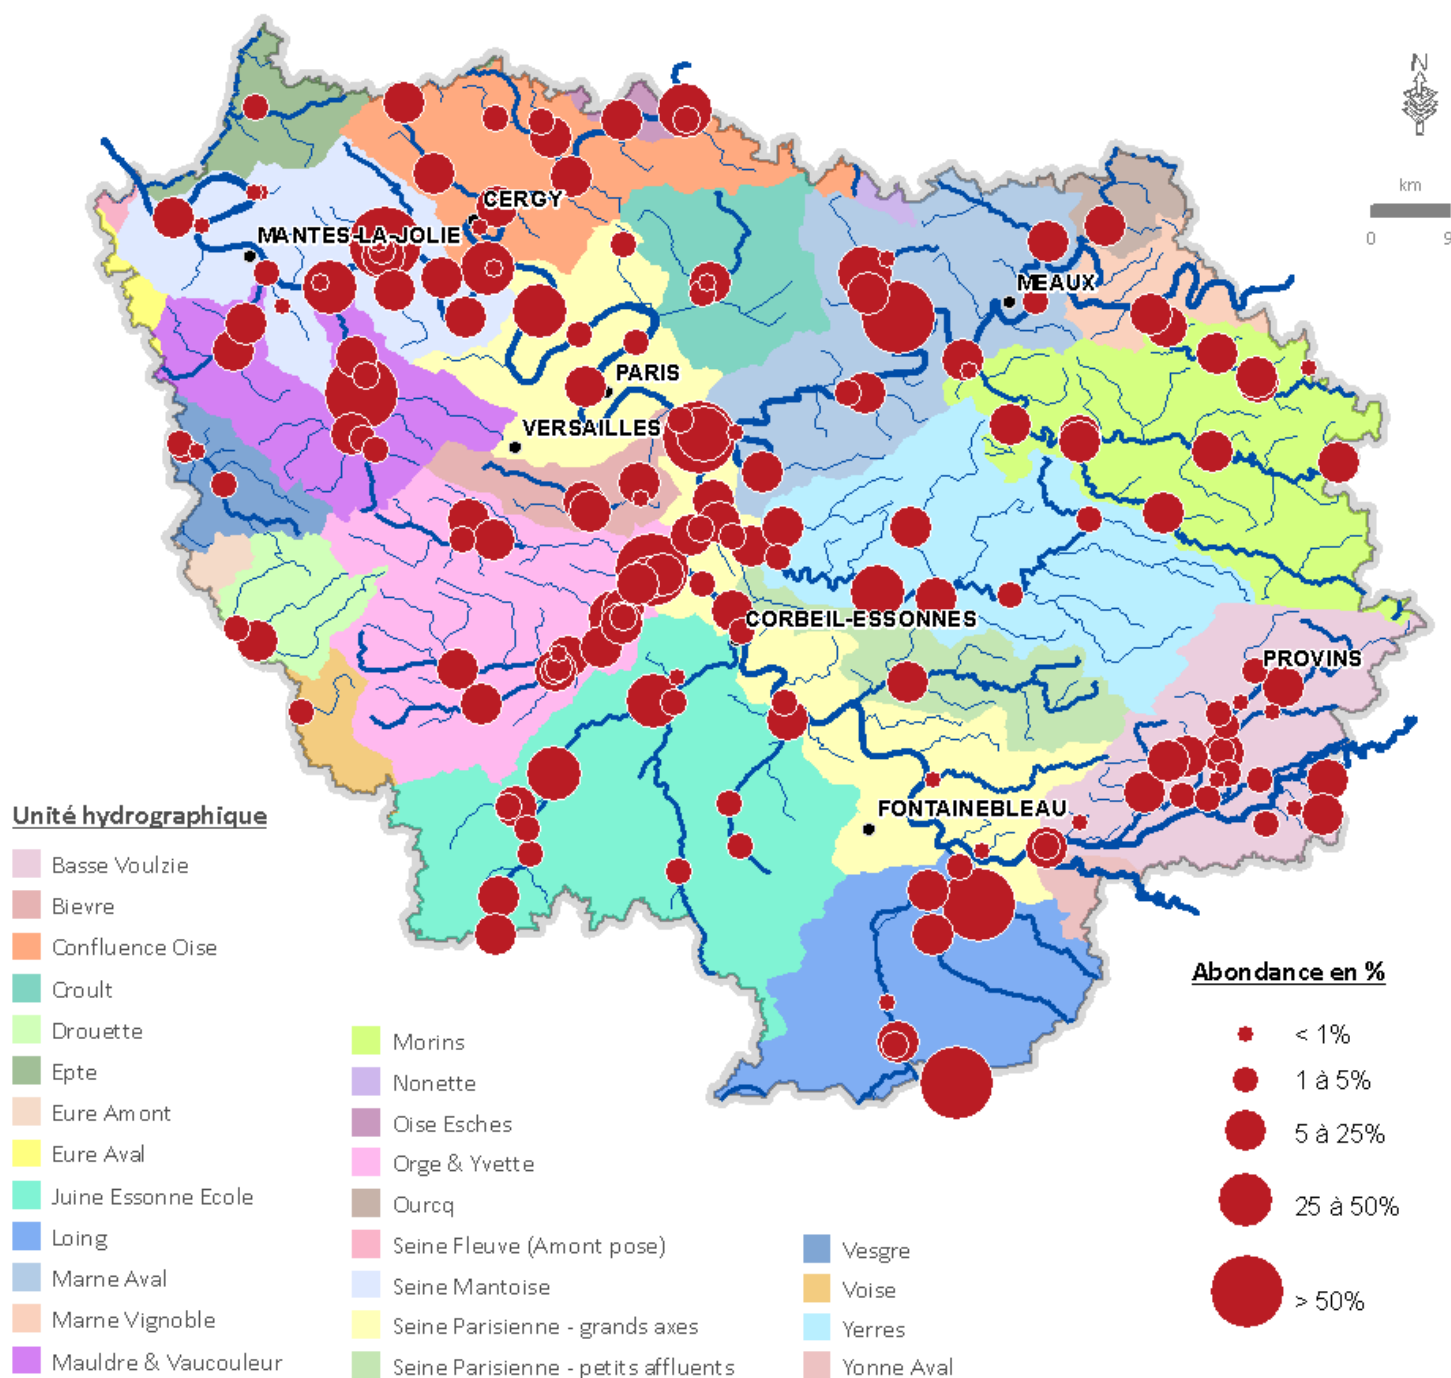 N
km
0 9
CERGY
MANTES-LA-JOLIE
MEAUX
PARIS
VERSAILLES
CORBEIL-ESSONNES
PROVINS
FONTAINEBLEAU
Unité hydrographique
Basse Voulzie
Bievre
Confluence Oise
Croult
Drouette
Epte
Eure Amont
Eure Aval
Juine Essonne Ecole
Loing
Marne Aval
Marne Vignoble
Mauldre & Vaucouleur
Morins
Nonette
Oise Esches
Orge & Yvette
Ourcq
Seine Fleuve (Amont pose)
Seine Mantoise
Seine Parisienne - grands axes
Seine Parisienne - petits affluents
Vesgre
Voise
Yerres
Yonne Aval
Abondance en %
< 1%
1 à 5%
5 à 25%
25 à 50%
> 50%